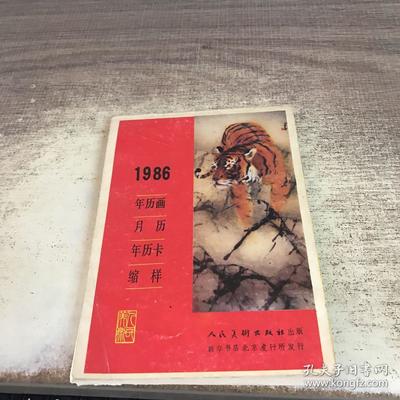 1986
年历画
月历
年历卡
缩样
人民美术出版社出版
新华书店北京发行所发行
孔夫子旧书网
www.kongfz.com